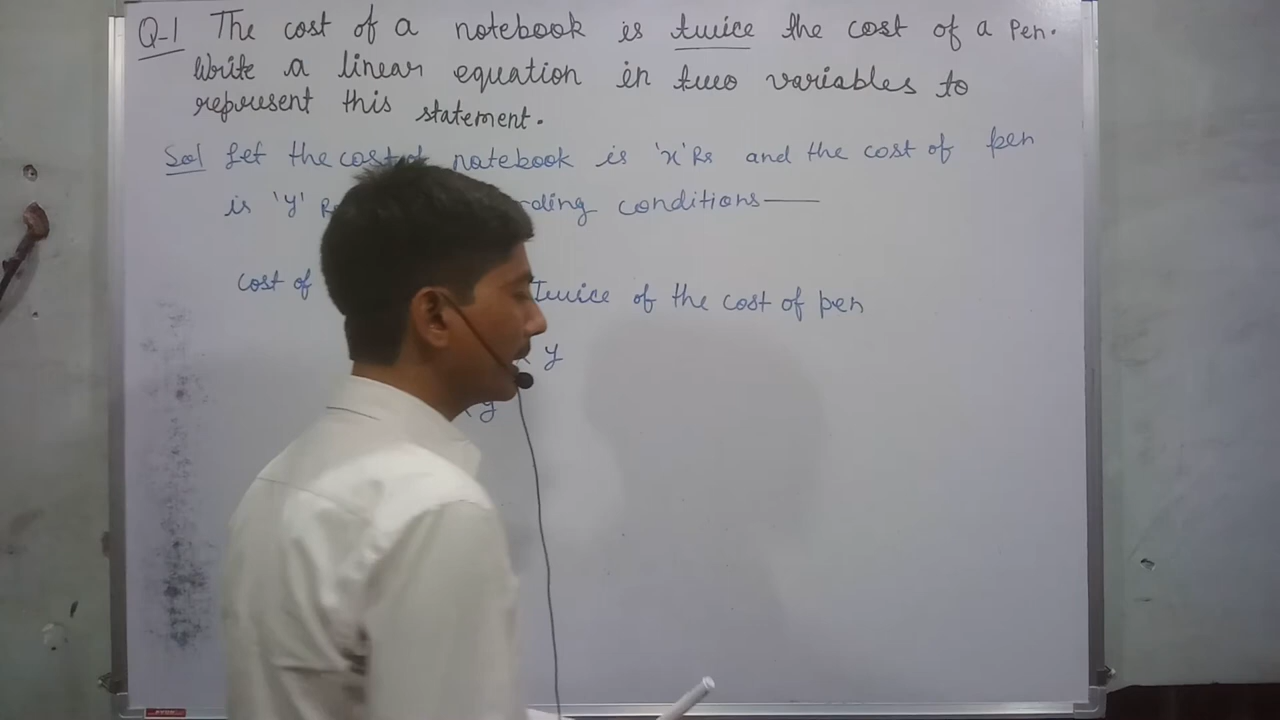 Q-1 The cost of a notebook is twice the cost of a pen.
Write a linear equation in two variables to
represent this statement.
Sol Let the cost of notebook is 'x' Rs and the cost of pen
is 'y' conditions
cost of Twice of the cost of pen
y
y